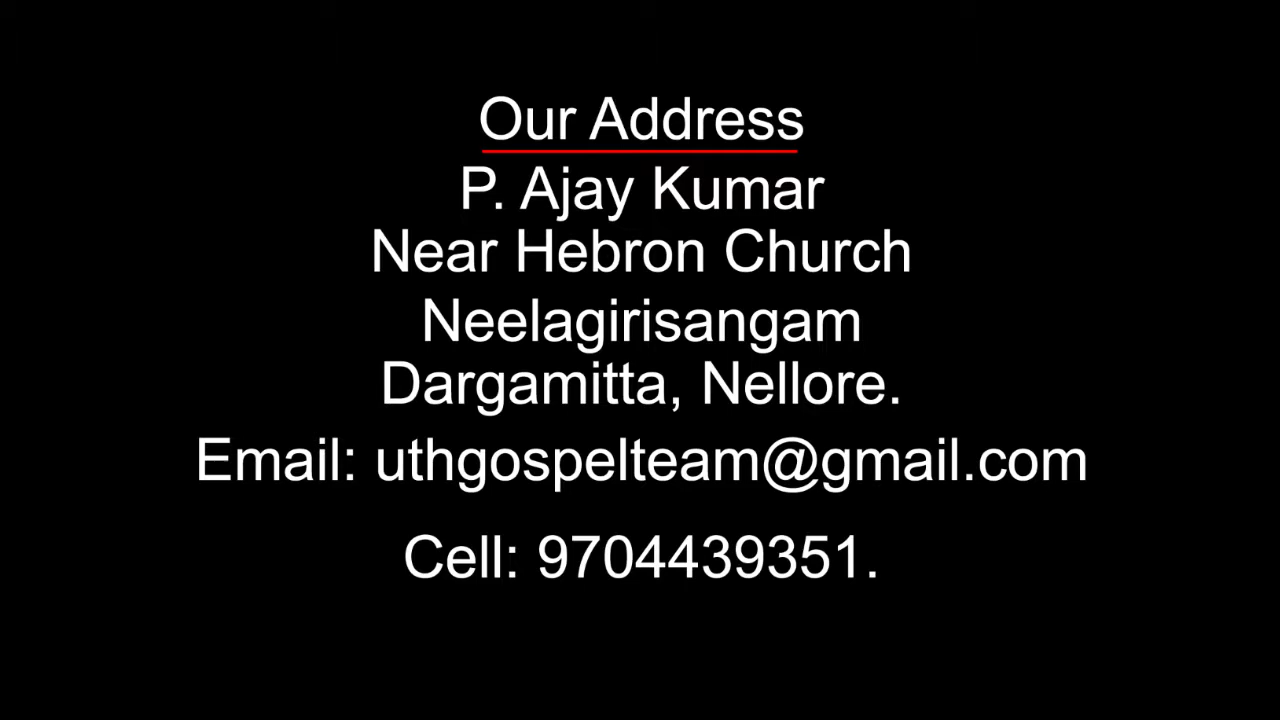 Our Address
P. Ajay Kumar
Near Hebron Church
Neelagirisangam
Dargamitta, Nellore.
Email: uthgospelteam@gmail.com
Cell: 9704439351.